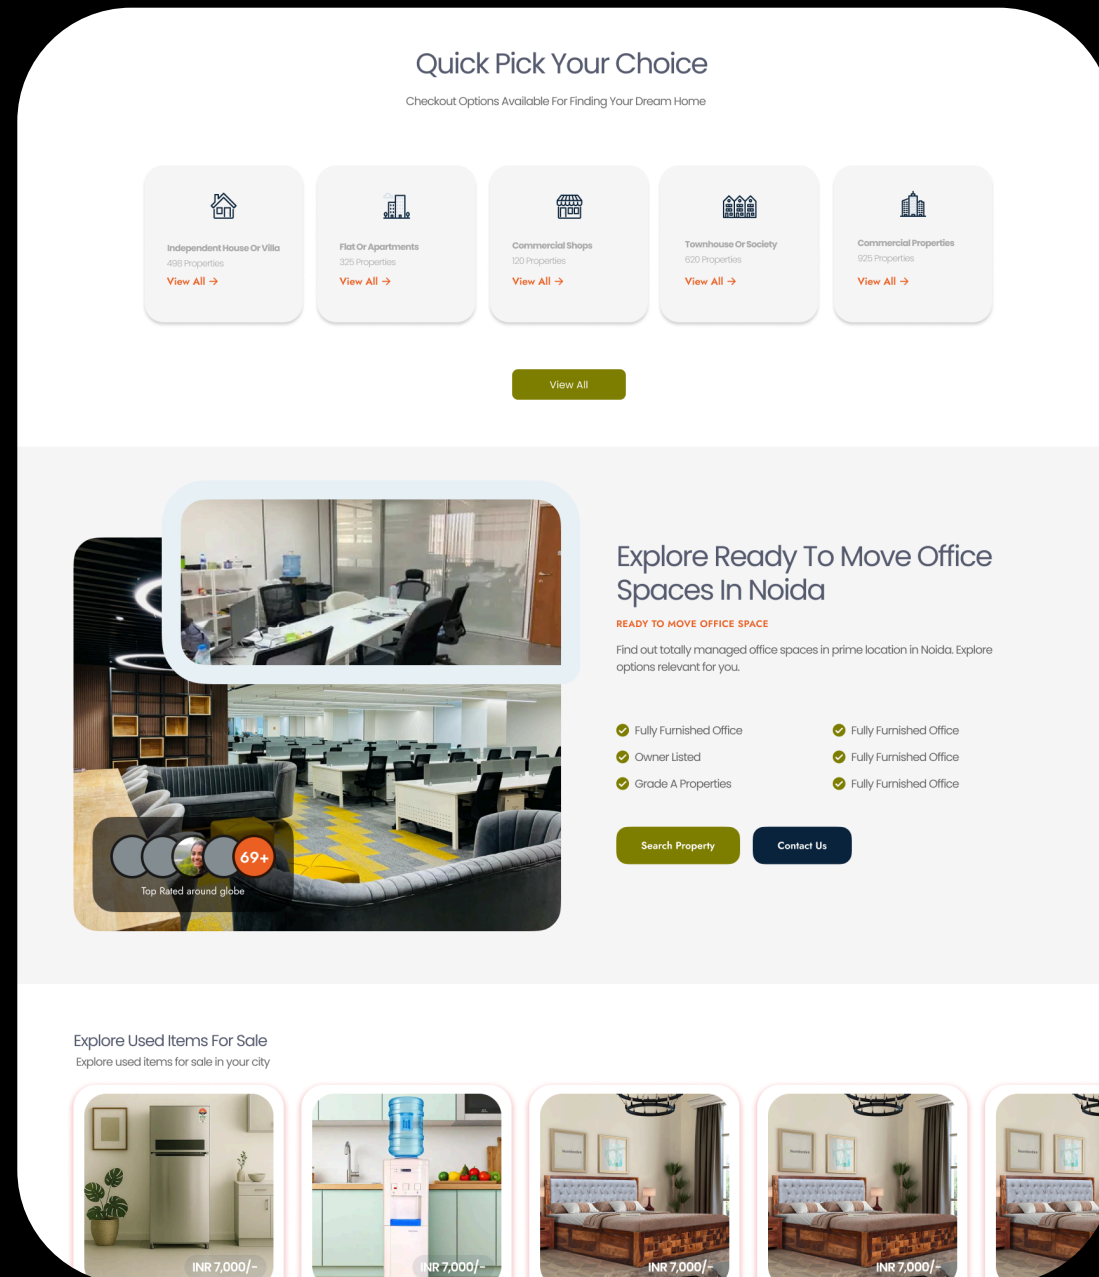 Quick Pick Your Choice
Checkout Options Available For Finding Your Dream Home
Independent House Or Villa
498 Properties
View All →
Flat Or Apartments
325 Properties
View All →
Commercial Shops
120 Properties
View All →
Townhouse Or Society
620 Properties
View All →
Commercial Properties
925 Properties
View All →
View All
69+
Top Rated around globe
Explore Ready To Move Office
Spaces In Noida
READY TO MOVE OFFICE SPACE
Find out totally managed office spaces in prime location in Noida. Explore
options relevant for you.
Fully Furnished Office
Owner Listed
Grade A Properties
Fully Furnished Office
Fully Furnished Office
Fully Furnished Office
Search Property
Contact Us
Explore Used Items For Sale
Explore used items for sale in your city
INR 7,000/-
INR 7,000/-
INR 7,000/-
INR 7,000/-